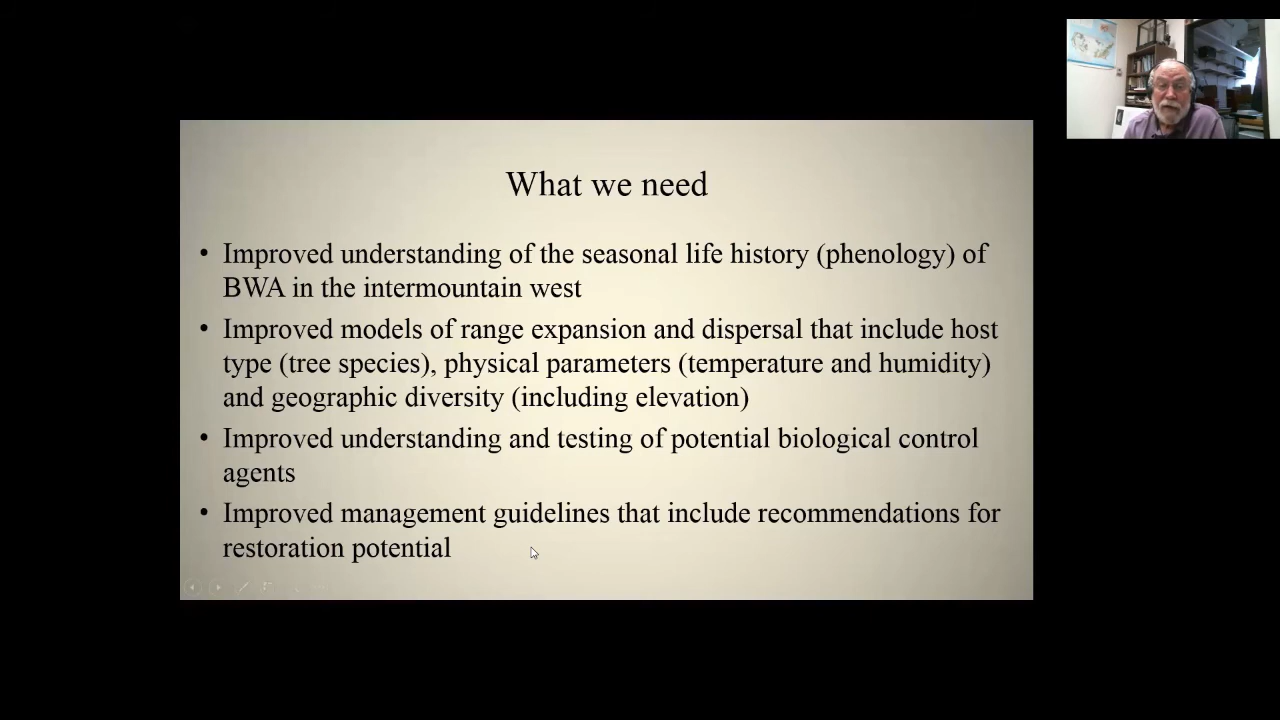 What we need
• Improved understanding of the seasonal life history (phenology) of
BWA in the intermountain west
• Improved models of range expansion and dispersal that include host
type (tree species), physical parameters (temperature and humidity)
and geographic diversity (including elevation)
• Improved understanding and testing of potential biological control
agents
• Improved management guidelines that include recommendations for
restoration potential